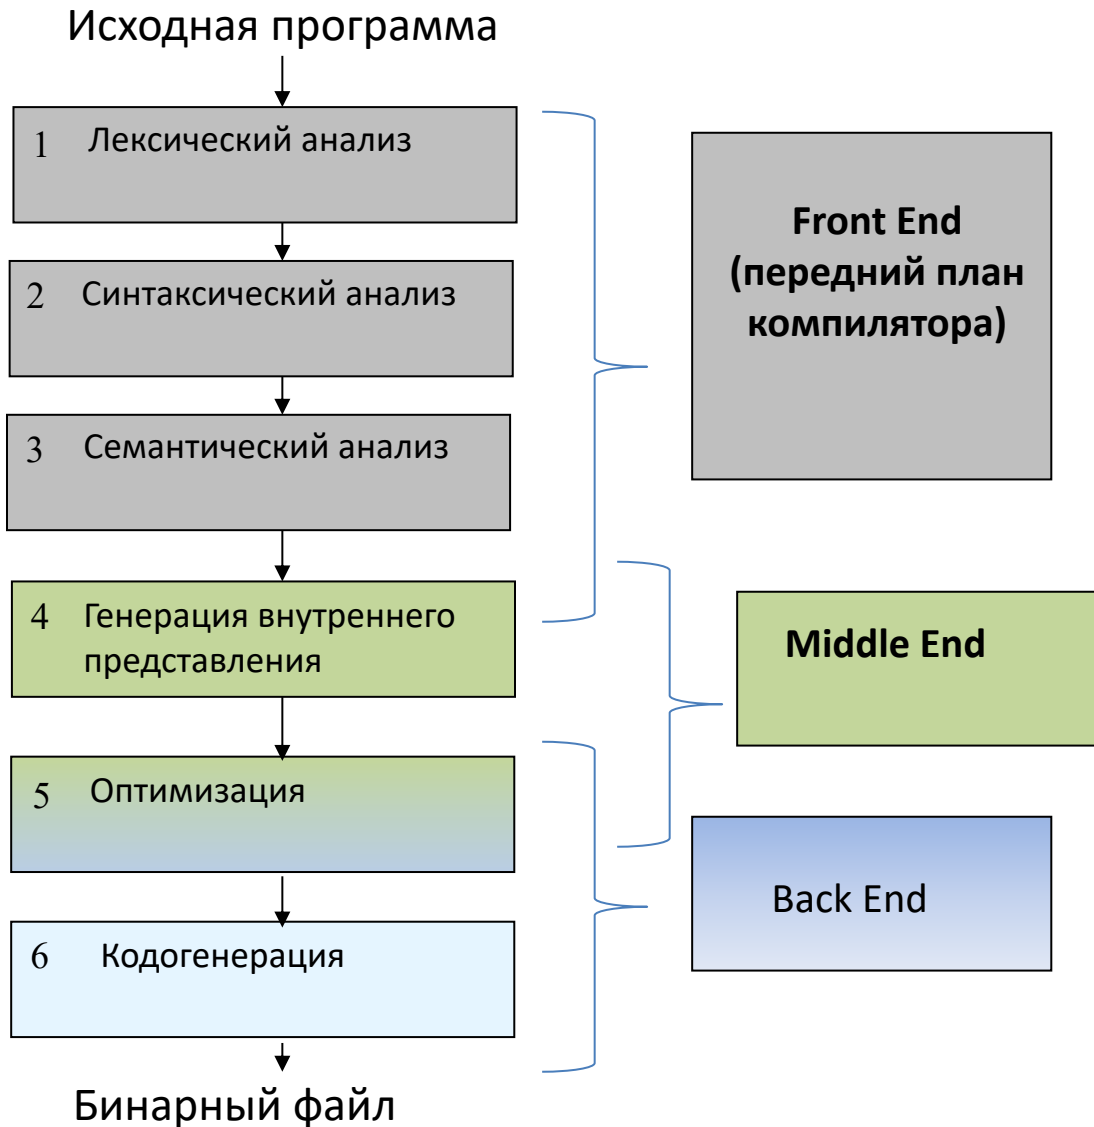 Исходная программа
1 Лексический анализ
2 Синтаксический анализ
3 Семантический анализ
4 Генерация внутреннего
представления
5 Оптимизация
6 Кодогенерация
Бинарный файл
Front End
(передний план
компилятора)
Middle End
Back End